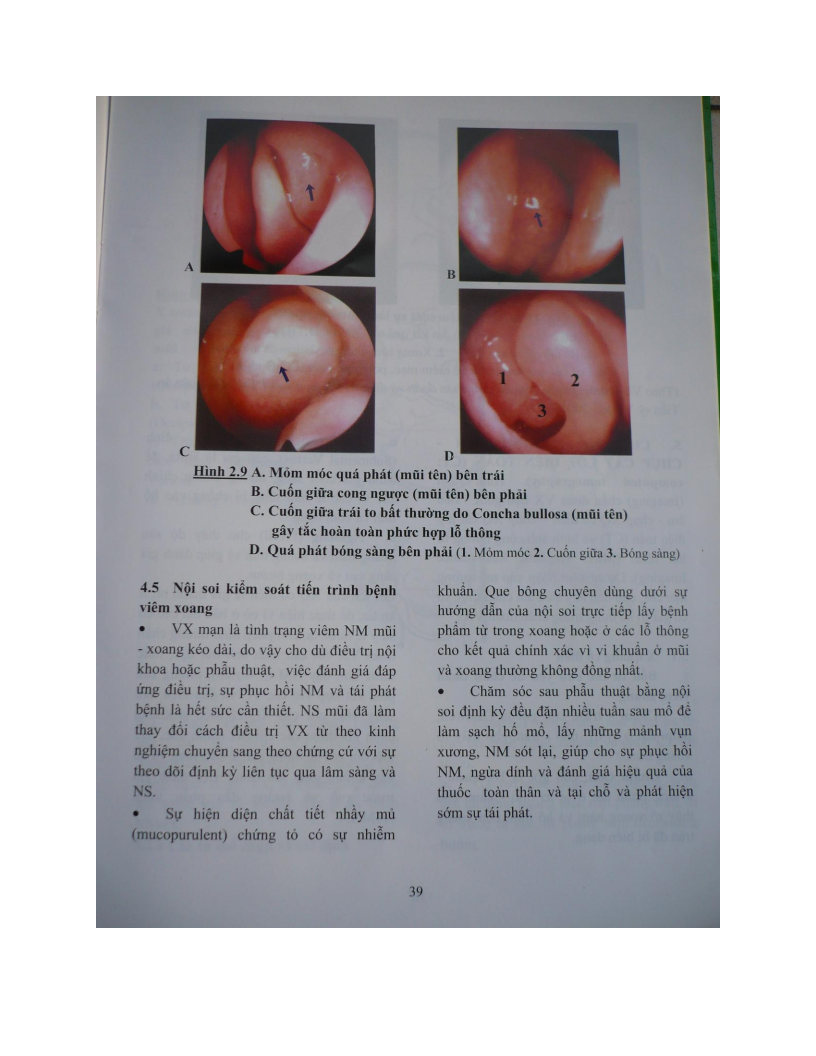 A
B
C
1
2
3
D
Hình 2.9 A. Mỏm móc quá phát (mũi tên) bên trái
B. Cuốn giữa cong ngược (mũi tên) bên phải
C. Cuốn giữa trái to bất thường do Concha bullosa (mũi tên)
gây tắc hoàn toàn phức hợp lỗ thông
D. Quá phát bóng sàng bên phải (1. Mỏm móc 2. Cuốn giữa 3. Bóng sàng)
4.5 Nội soi kiểm soát tiến trình bệnh
viêm xoang
• VX mạn là tình trạng viêm NM mũi
- xoang kéo dài, do vậy cho dù điều trị nội
khoa hoặc phẫu thuật, việc đánh giá đáp
ứng điều trị, sự phục hồi NM và tái phát
bệnh là hết sức cần thiết. NS mũi đã làm
thay đổi cách điều trị VX từ theo kinh
nghiệm chuyển sang theo chứng cứ với sự
theo dõi định kỳ liên tục qua lâm sàng và
NS.
• Sự hiện diện chất tiết nhầy mủ
(mucopurulent) chứng tỏ có sự nhiễm
khuẩn. Que bông chuyên dùng dưới sự
hướng dẫn của nội soi trực tiếp lấy bệnh
phẩm từ trong xoang hoặc ở các lỗ thông
cho kết quả chính xác vì vi khuẩn ở mũi
và xoang thường không đồng nhất.
• Chăm sóc sau phẫu thuật bằng nội
soi định kỳ đều đặn nhiều tuần sau mổ để
làm sạch hố mổ, lấy những mảnh vụn
xương, NM sót lại, giúp cho sự phục hồi
NM, ngừa dính và đánh giá hiệu quả của
thuốc toàn thân và tại chỗ và phát hiện
sớm sự tái phát.
39